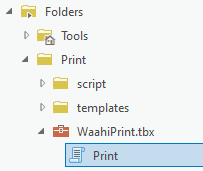 Folders
Tools
Print
script
templates
WaahiPrint.tbx
Print